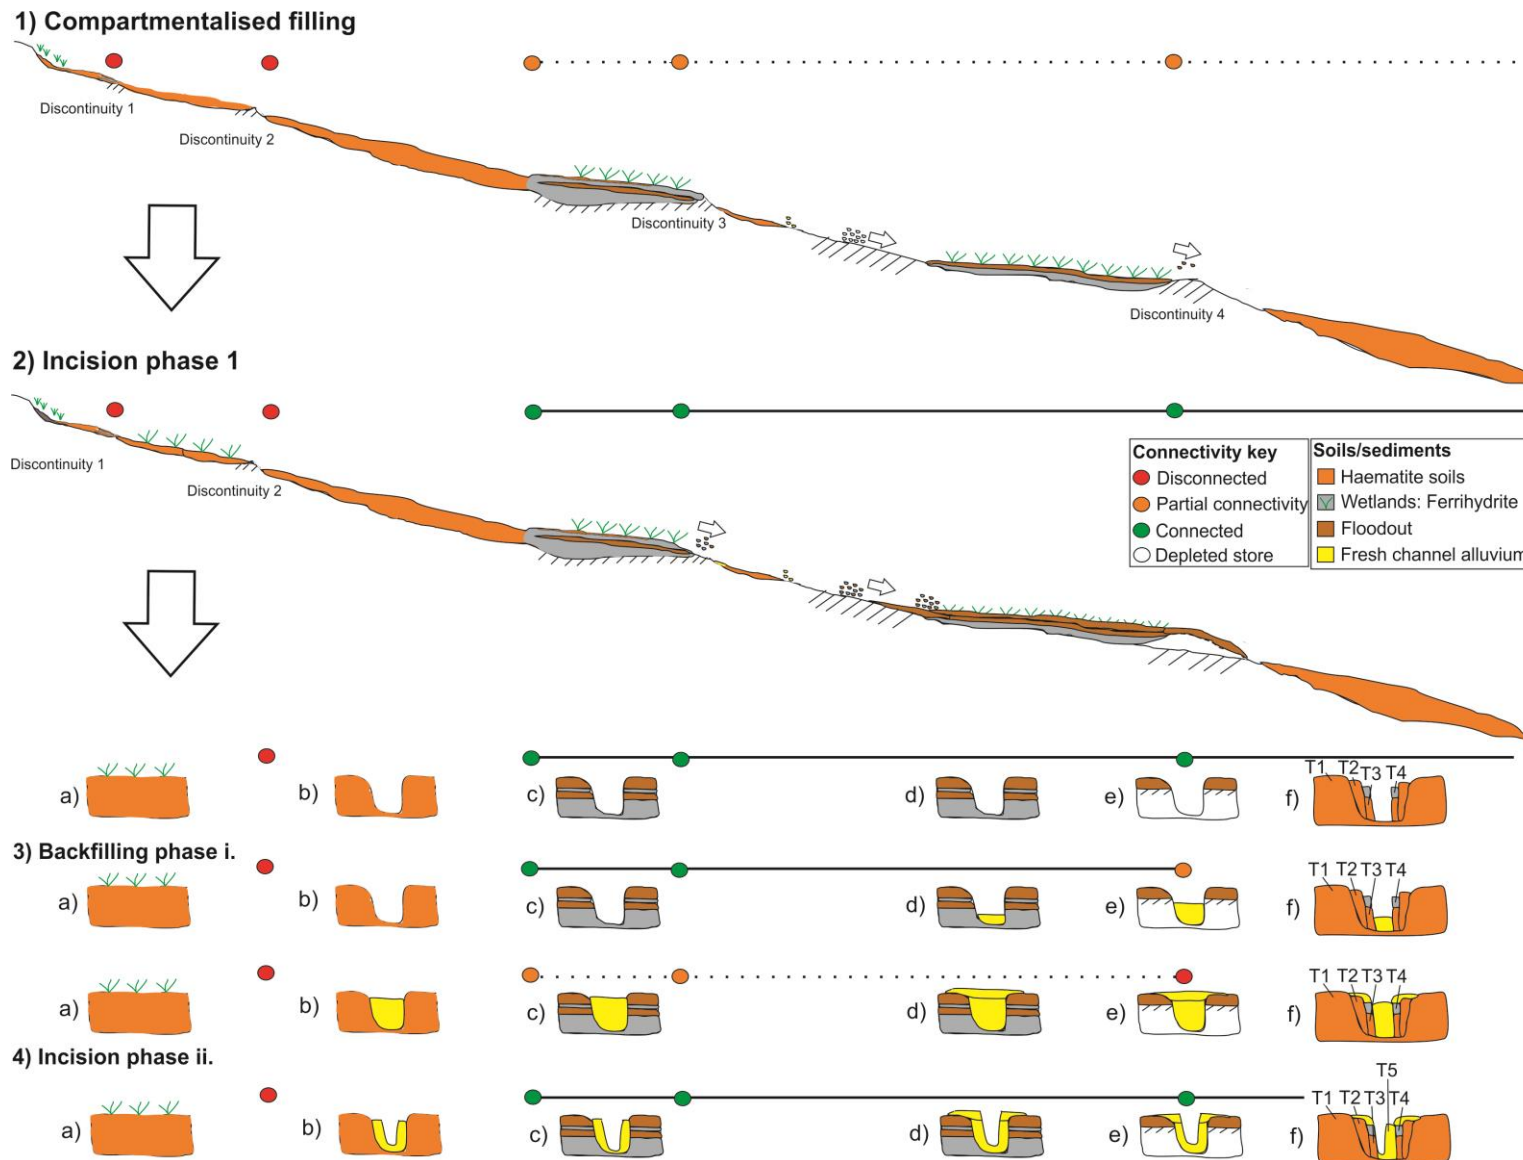 1) Compartmentalised filling
Discontinuity 1
Discontinuity 2
Discontinuity 3
Discontinuity 4
2) Incision phase 1
Discontinuity 1
Discontinuity 2
Connectivity key
Disconnected
Partial connectivity
Connected
Depleted store
Soils/sediments
Haematite soils
Wetlands: Ferrihydrite
Floodout
Fresh channel alluvium
a) b) c) d) e) f) T1 T2 T3 T4
3) Backfilling phase i.
a) b) c) d) e) f) T1 T2 T3 T4
a) b) c) d) e) f) T1 T2 T3 T4
4) Incision phase ii.
T5
a) b) c) d) e) f) T1 T2 T3 T4